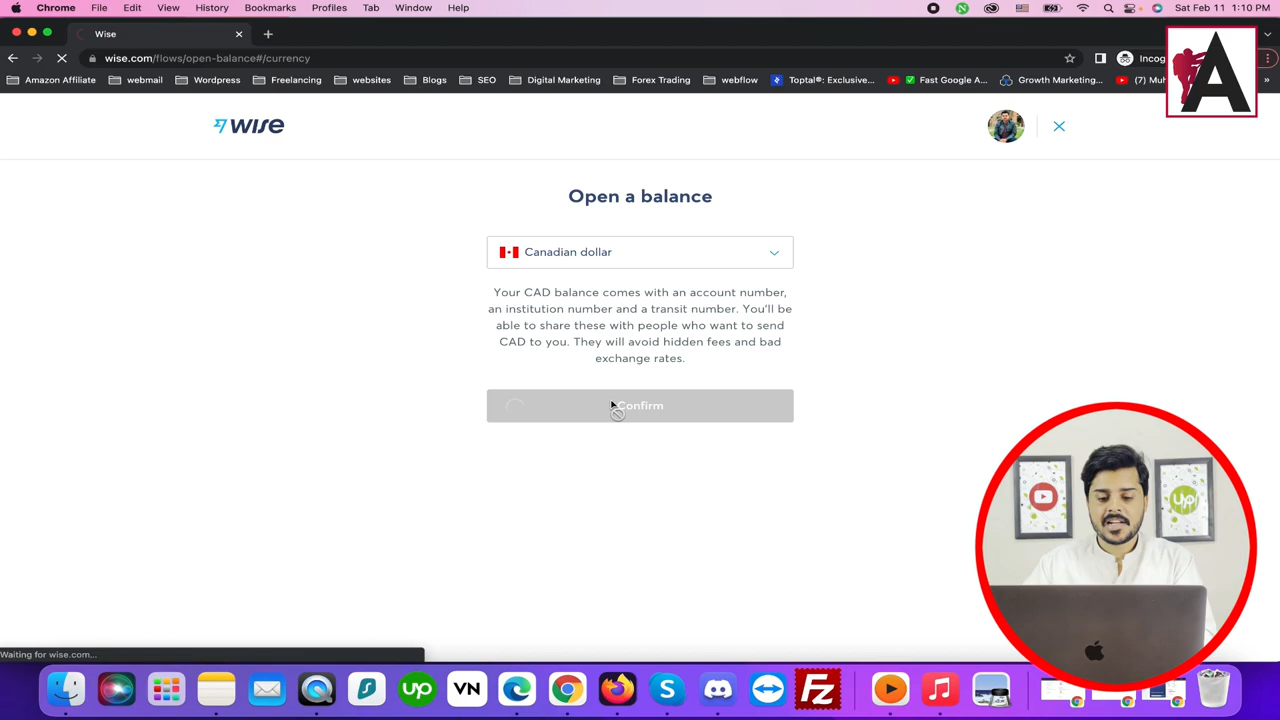 Chrome File Edit View History Bookmarks Profiles Tab Window Help Sat Feb 11 1:10 PM
Wise
wise.com/flows/open-balance#/currency
Amazon Affiliate webmail Wordpress Freelancing websites Blogs SEO Digital Marketing Forex Trading webflow Toptal®: Exclusive... Fast Google A... Growth Marketing... »
A
WISE
Open a balance
Canadian dollar
Your CAD balance comes with an account number,
an institution number and a transit number. You'll be
able to share these with people who want to send
CAD to you. They will avoid hidden fees and bad
exchange rates.
Confirm
up
Waiting for wise.com...
up VN Fz